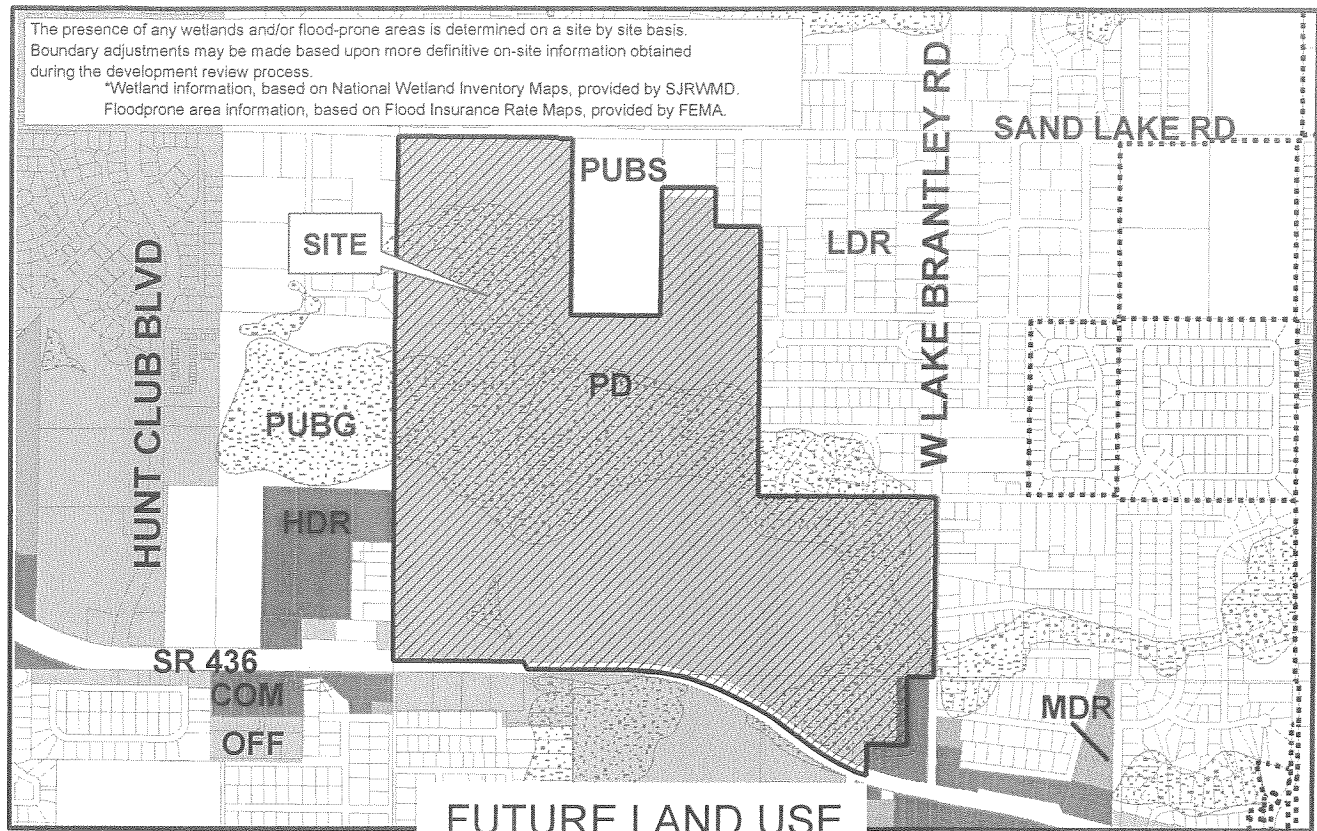 The presence of any wetlands and/or flood-prone areas is determined on a site by site basis.
Boundary adjustments may be made based upon more definitive on-site information obtained
during the development review process.
*Wetland information, based on National Wetland Inventory Maps, provided by SJRWMD.
Floodprone area information, based on Flood Insurance Rate Maps, provided by FEMA.
SAND LAKE RD
PUBS
SITE
LDR
W LAKE BRANTLEY RD
HUNT CLUB BLVD
PD
PUBG
HDR
SR 436
COM
MDR
OFF
FUTURE LAND USE